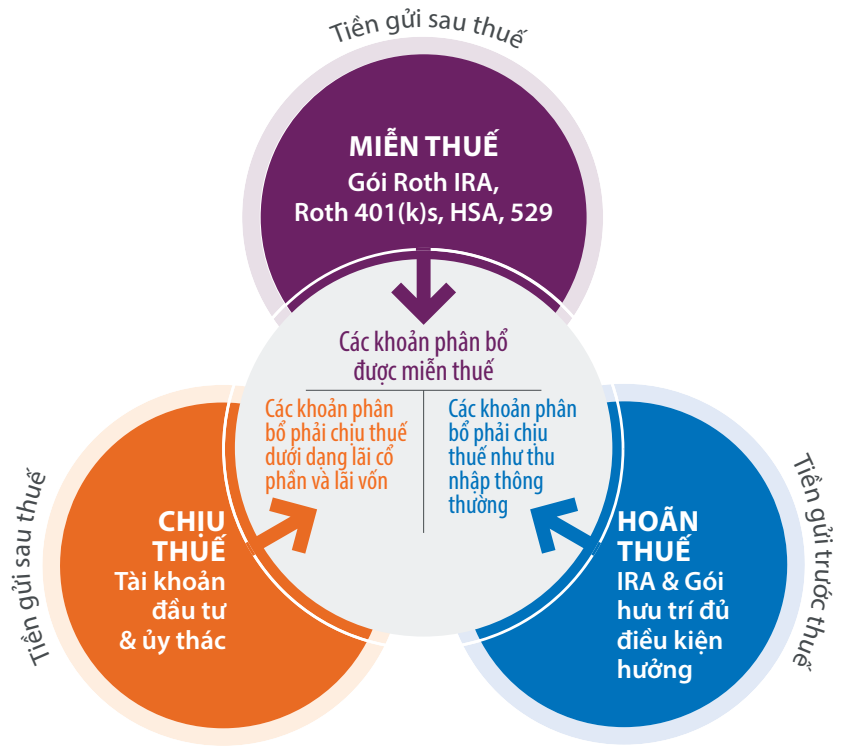 Tiền gửi sau thuế
MIỄN THUẾ
Gói Roth IRA,
Roth 401(k)s, HSA, 529
Các khoản phân bổ
được miễn thuế
Các khoản phân
bổ phải chịu thuế
dưới dạng lãi cổ
phần và lãi vốn
Các khoản phân
bổ phải chịu
thuế như thu
nhập thông
thường
Tiền gửi sau thuế
CHỊU
THUẾ
Tài khoản
đầu tư
& ủy thác
HOÃN
THUẾ
IRA & Gói
hưu trí đủ
điều kiện
hưởng
Tiền gửi trước thuế